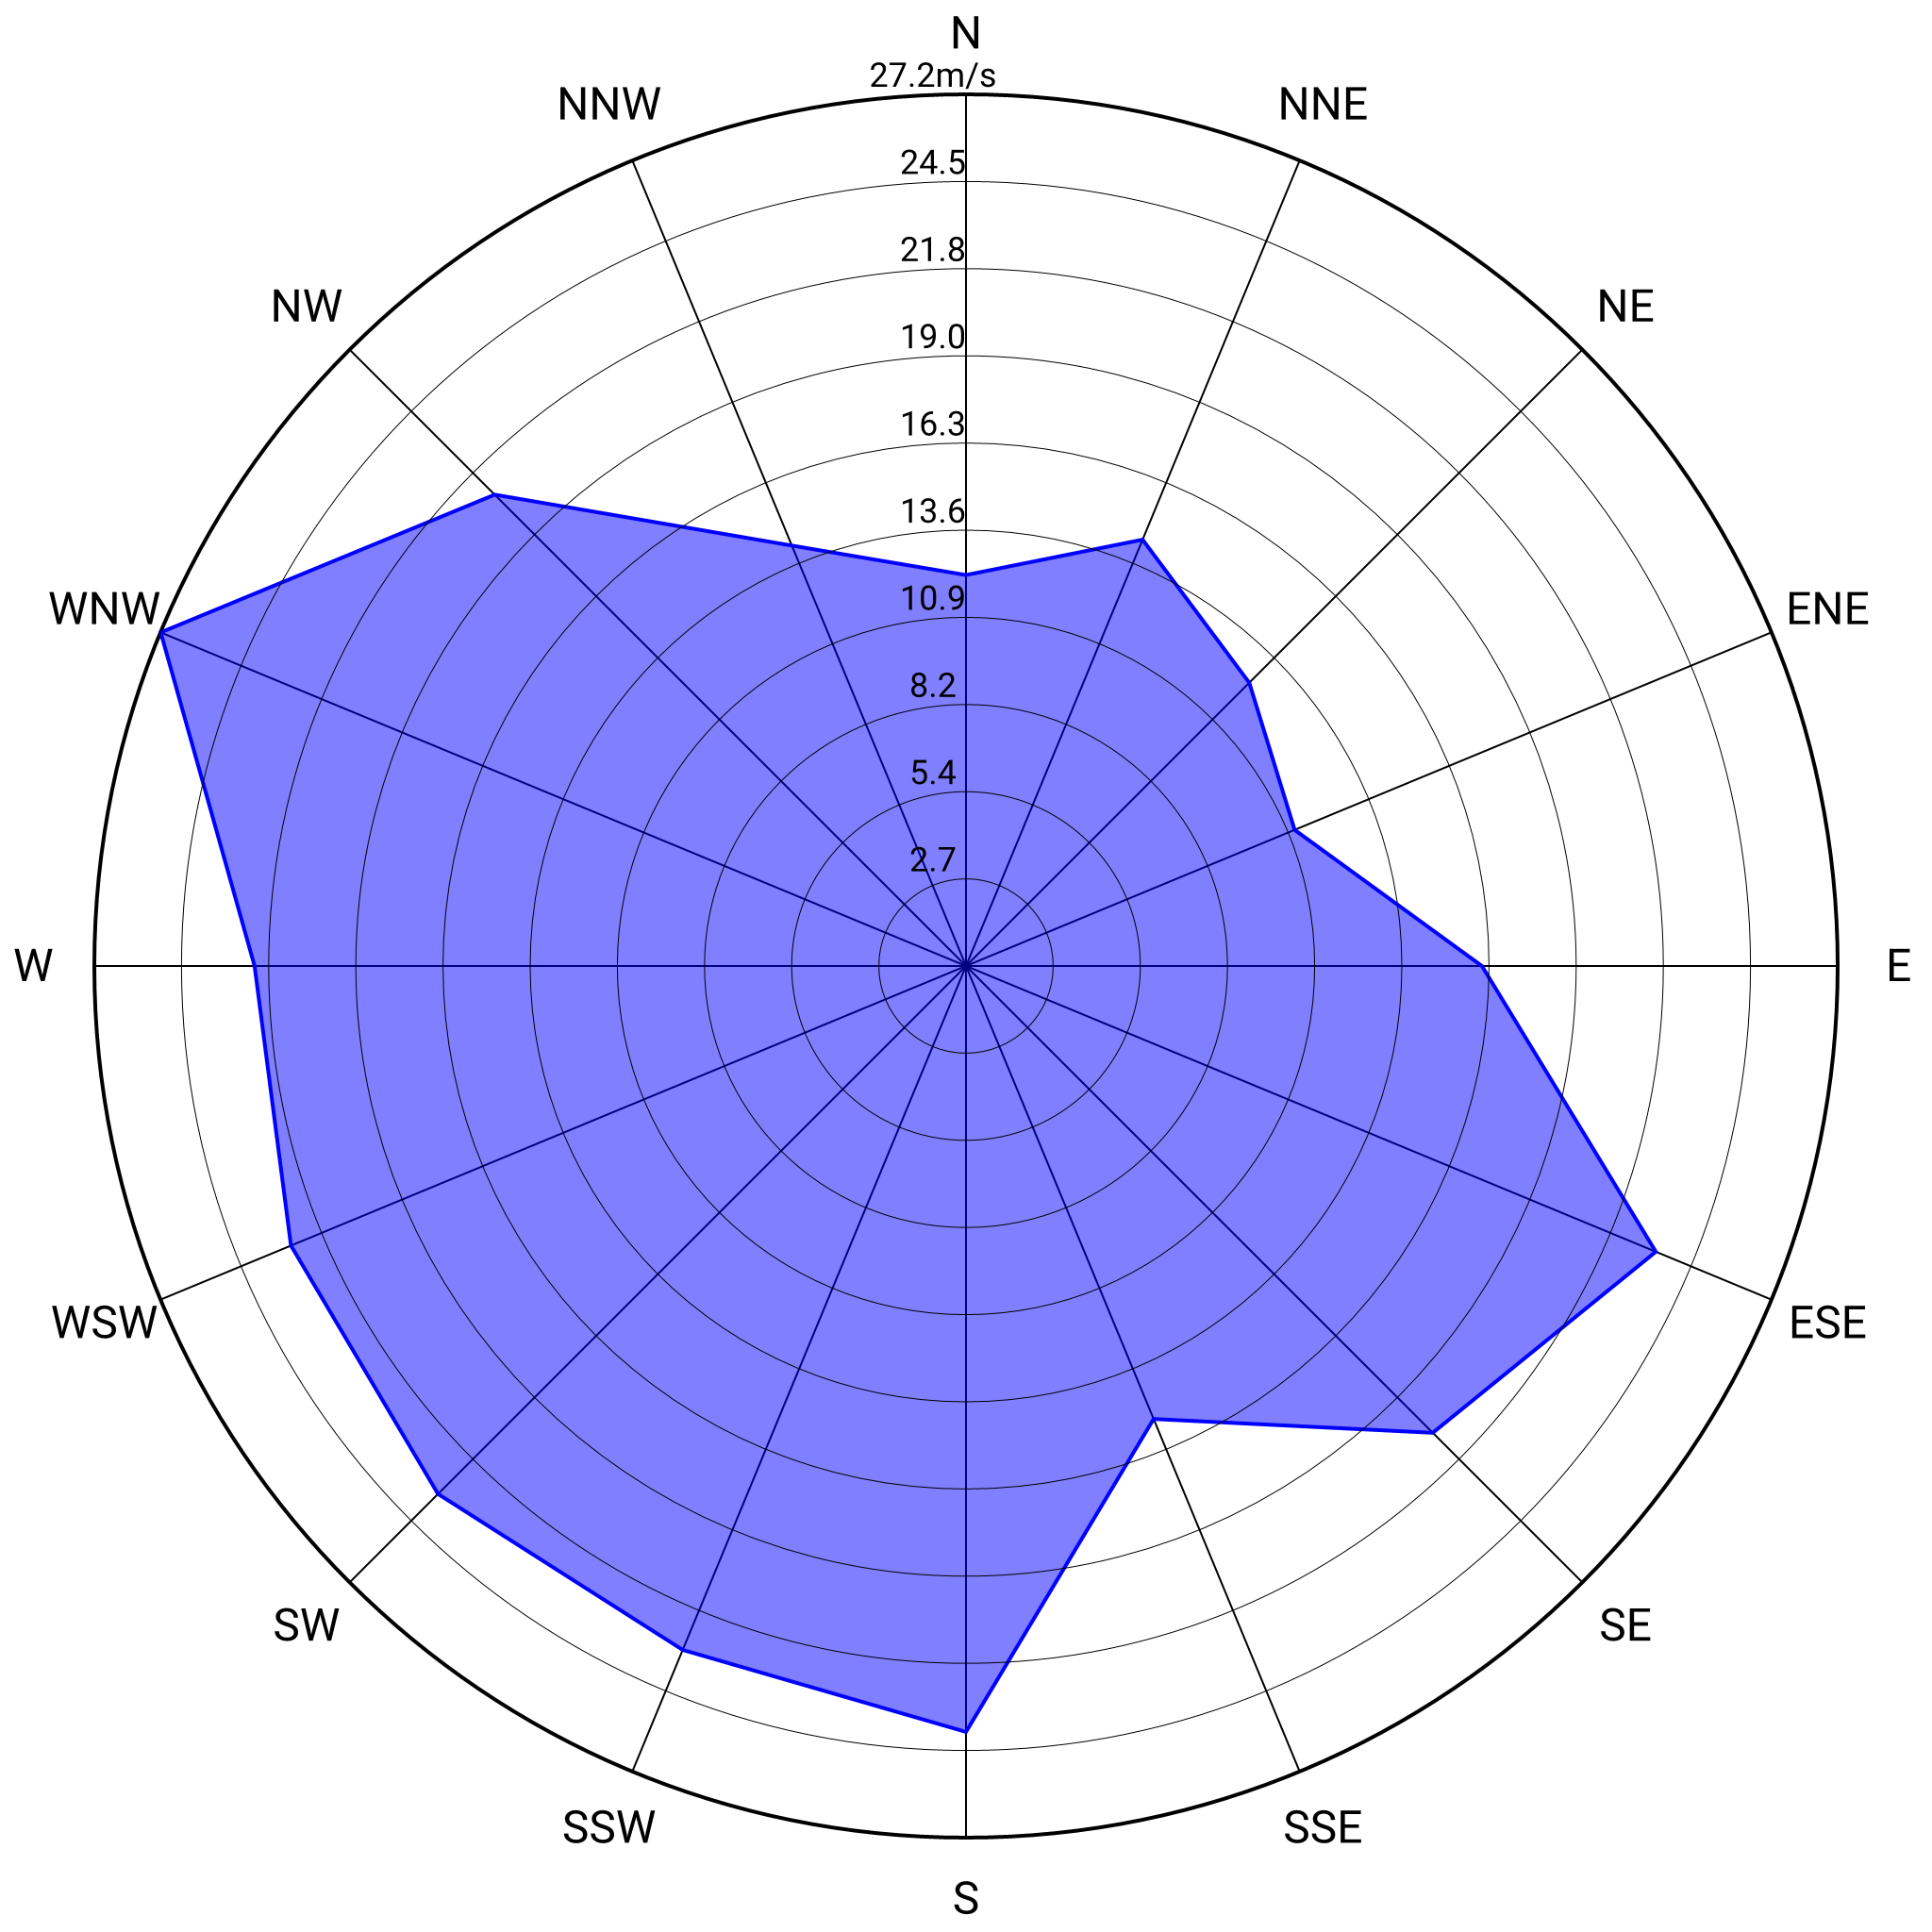 N
27.2m/s
NNW
NNE
24.5
21.8
NW
NE
19.0
16.3
13.6
10.9
WNW
ENE
8.2
5.4
2.7
W
E
WSW
ESE
SW
SE
SSW
SSE
S